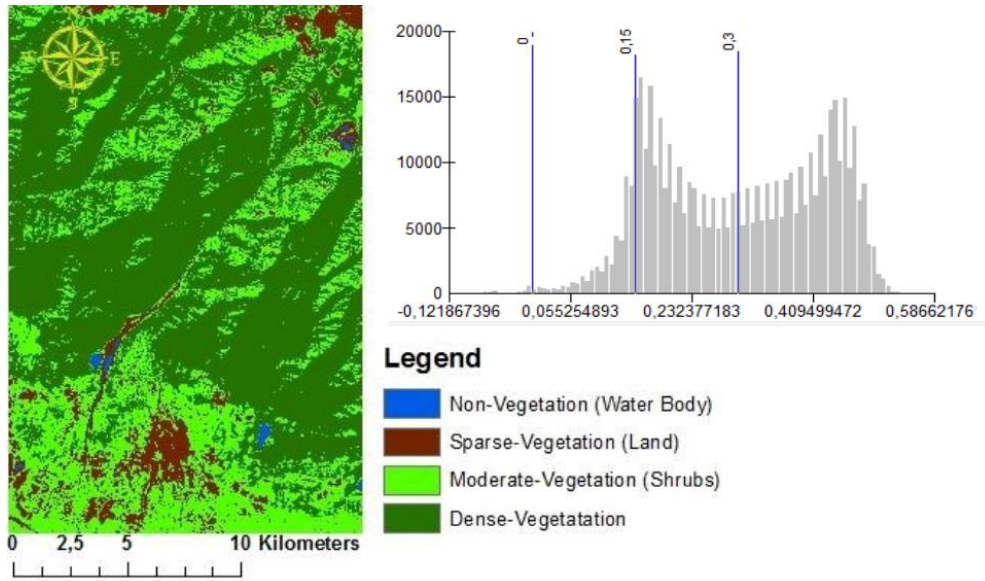 E
S
0 2,5 5 10 Kilometers
20000
15000
10000
5000
0
0
0,15
0,3
-0,121867396 0,055254893 0,232377183 0,409499472 0,58662176
Legend
Non-Vegetation (Water Body)
Sparse-Vegetation (Land)
Moderate-Vegetation (Shrubs)
Dense-Vegetatation